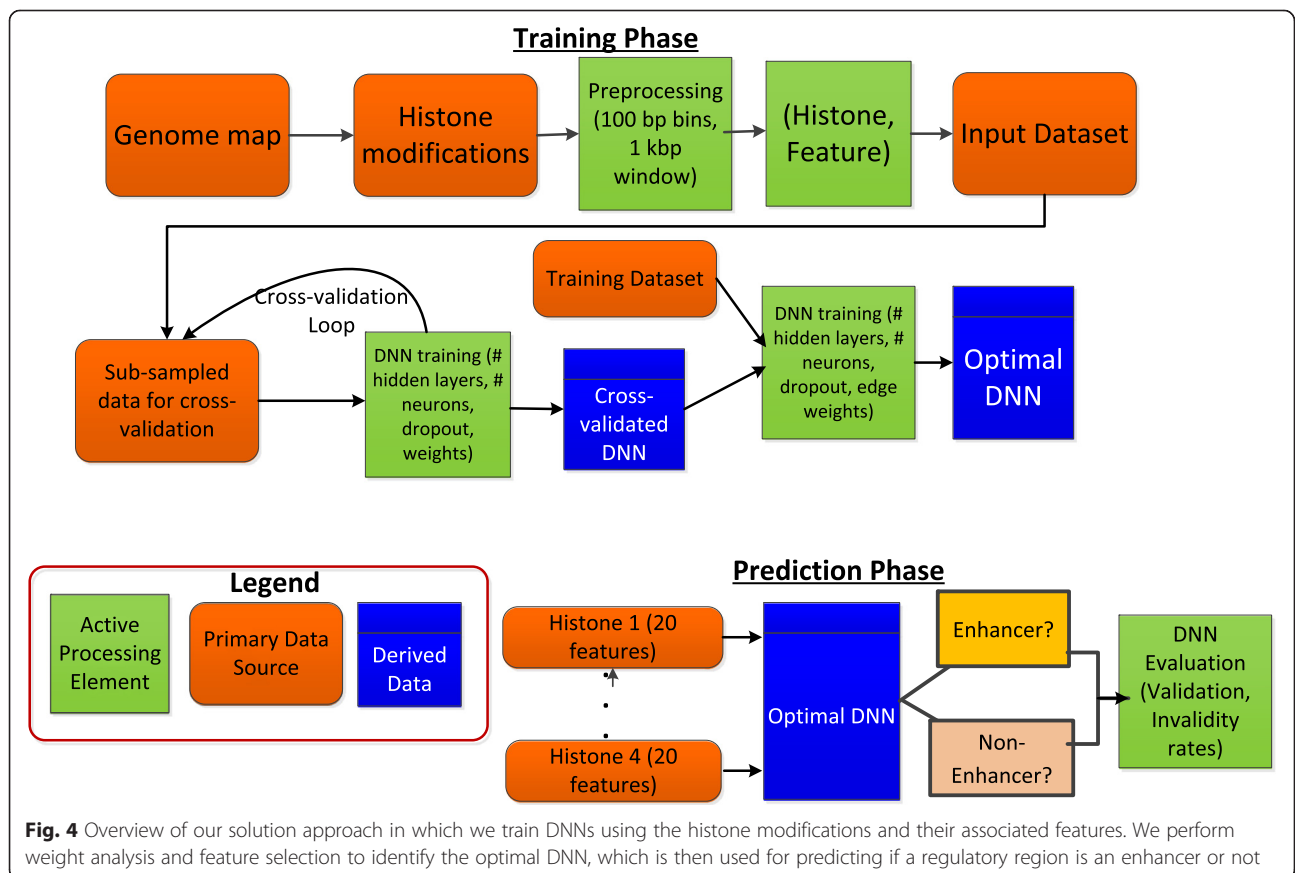 Training Phase
Genome map
Histone
modifications
Preprocessing
(100 bp bins,
1 kbp
window)
(Histone,
Feature)
Input Dataset
Training Dataset
Cross-validation
Loop
Sub-sampled
data for cross-
validation
DNN training (#
hidden layers, #
neurons,
dropout,
weights)
Cross-
validated
DNN
DNN training (#
hidden layers, #
neurons,
dropout, edge
weights)
Optimal
DNN
Legend
Active
Processing
Element
Primary Data
Source
Derived
Data
Prediction Phase
Histone 1 (20
features)
Histone 4 (20
features)
Optimal DNN
Enhancer?
Non-
Enhancer?
DNN
Evaluation
(Validation,
Invalidity
rates)
Fig. 4 Overview of our solution approach in which we train DNNs using the histone modifications and their associated features. We perform
weight analysis and feature selection to identify the optimal DNN, which is then used for predicting if a regulatory region is an enhancer or not